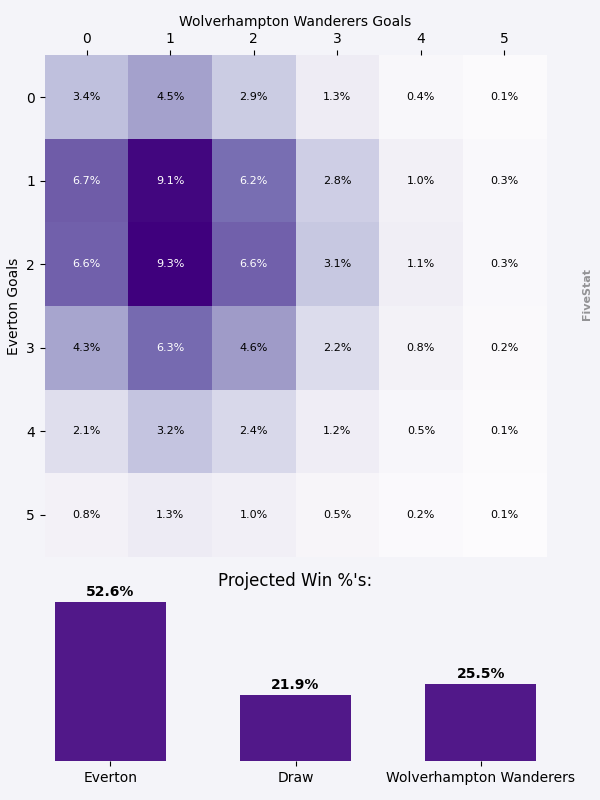 Wolverhampton Wanderers Goals
0 1 2 3 4 5
Everton Goals
0 3.4% 4.5% 2.9% 1.3% 0.4% 0.1%
1 6.7% 9.1% 6.2% 2.8% 1.0% 0.3%
2 6.6% 9.3% 6.6% 3.1% 1.1% 0.3%
3 4.3% 6.3% 4.6% 2.2% 0.8% 0.2%
4 2.1% 3.2% 2.4% 1.2% 0.5% 0.1%
5 0.8% 1.3% 1.0% 0.5% 0.2% 0.1%
FiveStat
Projected Win %'s:
52.6% 21.9% 25.5%
Everton Draw Wolverhampton Wanderers